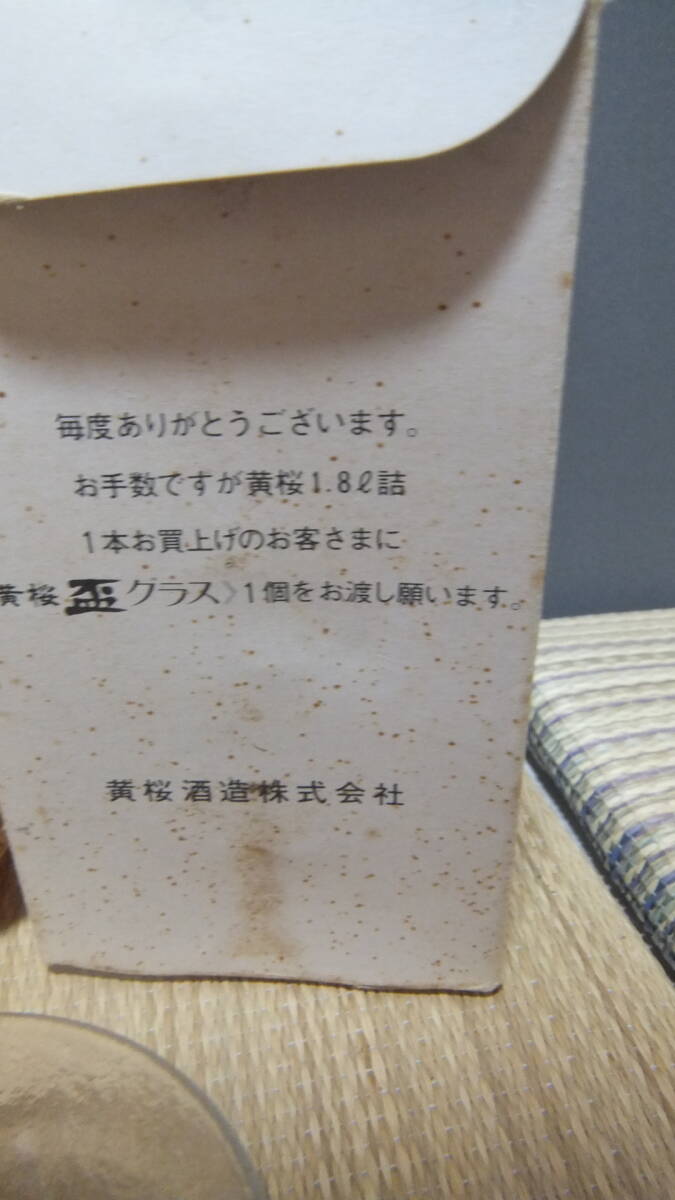 毎度ありがとうございます。
お手数ですが黄桜1.8ℓ詰
1本お買上げのお客さまに
黄桜盃グラス〉1個をお渡し願います。
黄桜酒造株式会社